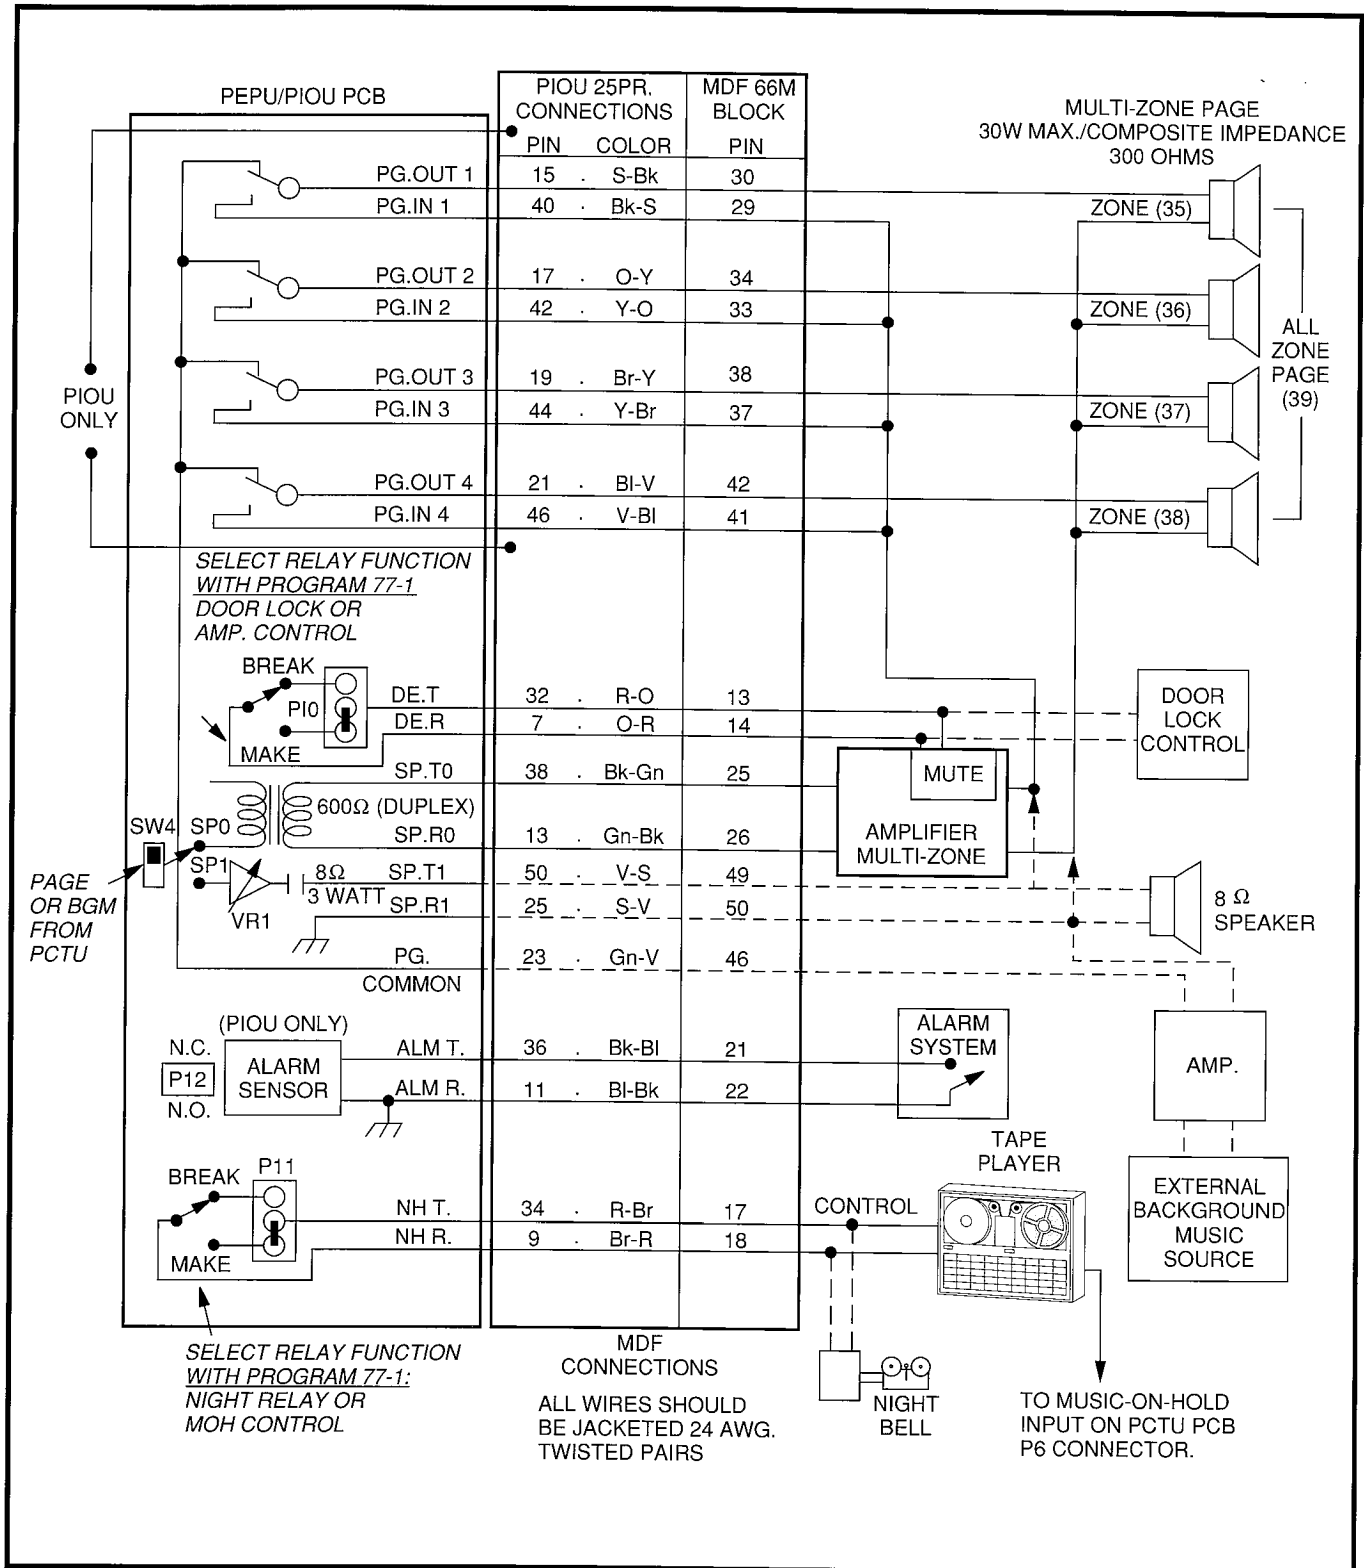 PEPU/PIOU PCB
PIOU 25PR.
CONNECTIONS
PIN COLOR
MDF 66M
BLOCK
PIN
MULTI-ZONE PAGE
30W MAX./COMPOSITE IMPEDANCE
300 OHMS
PG.OUT 1 15 . S-Bk 30
PG.IN 1 40 . Bk-S 29
ZONE (35)
PG.OUT 2 17 . O-Y 34
PG.IN 2 42 . Y-O 33
ZONE (36)
PG.OUT 3 19 . Br-Y 38
PG.IN 3 44 . Y-Br 37
ZONE (37)
PG.OUT 4 21 . Bl-V 42
PG.IN 4 46 . V-Bl 41
ZONE (38)
ALL
ZONE
PAGE
(39)
PIOU
ONLY
SELECT RELAY FUNCTION
WITH PROGRAM 77-1
DOOR LOCK OR
AMP. CONTROL
BREAK
PI0
MAKE
DE.T 32 . R-O 13
DE.R 7 . O-R 14
DOOR
LOCK
CONTROL
SP.T0 38 . Bk-Gn 25
600Ω (DUPLEX)
SP.R0 13 . Gn-Bk 26
MUTE
AMPLIFIER
MULTI-ZONE
SW4
SP0
SP1
VR1
8Ω
3 WATT
SP.T1 50 . V-S 49
SP.R1 25 . S-V 50
8 Ω
SPEAKER
PAGE
OR BGM
FROM
PCTU
PG. 23 . Gn-V 46
COMMON
(PIOU ONLY)
N.C.
P12
N.O.
ALARM
SENSOR
ALM T. 36 . Bk-Bl 21
ALM R. 11 . Bl-Bk 22
ALARM
SYSTEM
AMP.
EXTERNAL
BACKGROUND
MUSIC
SOURCE
BREAK
P11
MAKE
NH T. 34 . R-Br 17
NH R. 9 . Br-R 18
CONTROL
TAPE
PLAYER
SELECT RELAY FUNCTION
WITH PROGRAM 77-1:
NIGHT RELAY OR
MOH CONTROL
MDF
CONNECTIONS
ALL WIRES SHOULD
BE JACKETED 24 AWG.
TWISTED PAIRS
NIGHT
BELL
TO MUSIC-ON-HOLD
INPUT ON PCTU PCB
P6 CONNECTOR.